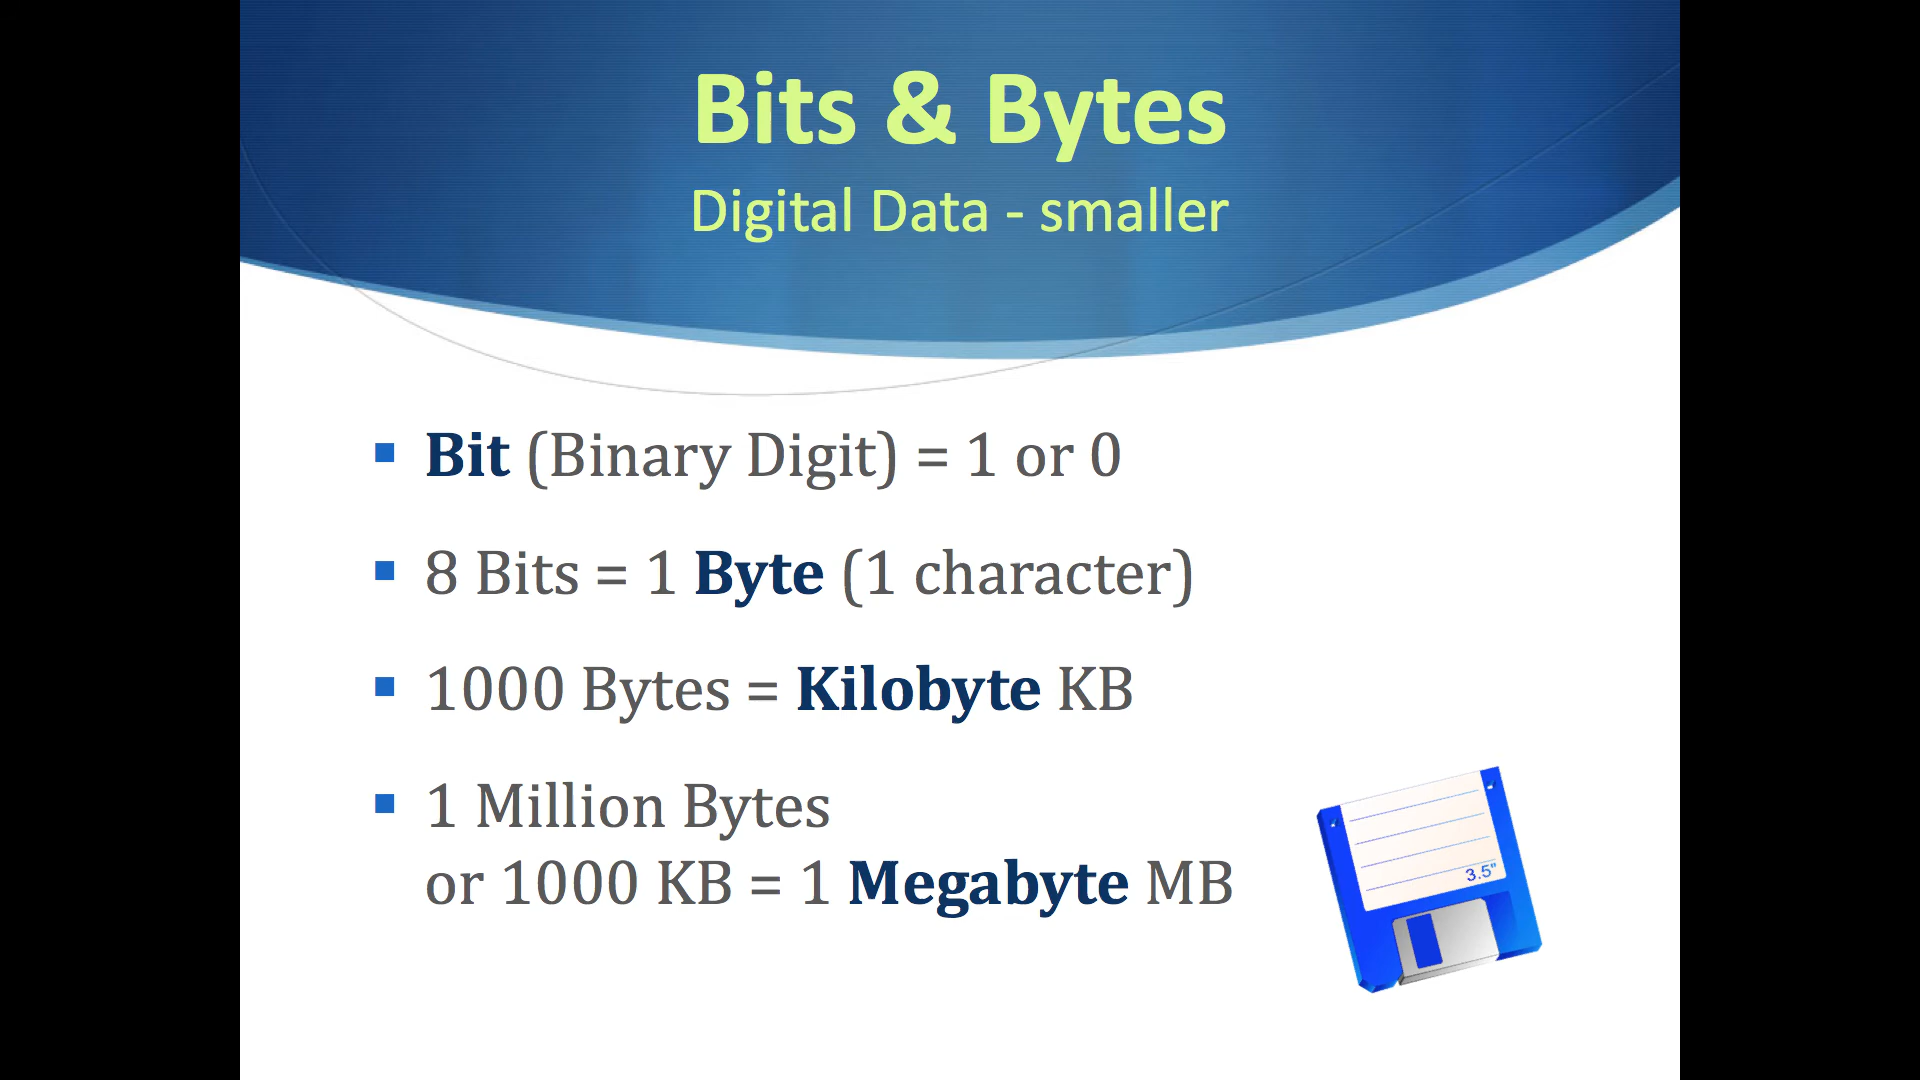 Bits & Bytes
Digital Data - smaller
Bit (Binary Digit) = 1 or 0
8 Bits = 1 Byte (1 character)
1000 Bytes = Kilobyte KB
1 Million Bytes
or 1000 KB = 1 Megabyte MB
3.5"